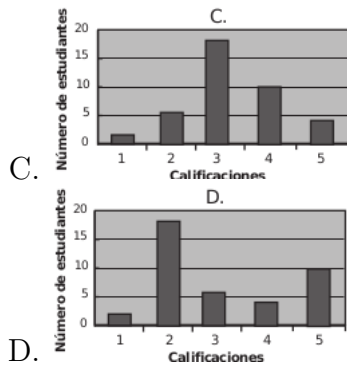 C.
Número de estudiantes
20
15
10
5
0
1 2 3 4 5
Calificaciones
C.
D.
Número de estudiantes
20
15
10
5
0
1 2 3 4 5
Calificaciones
D.